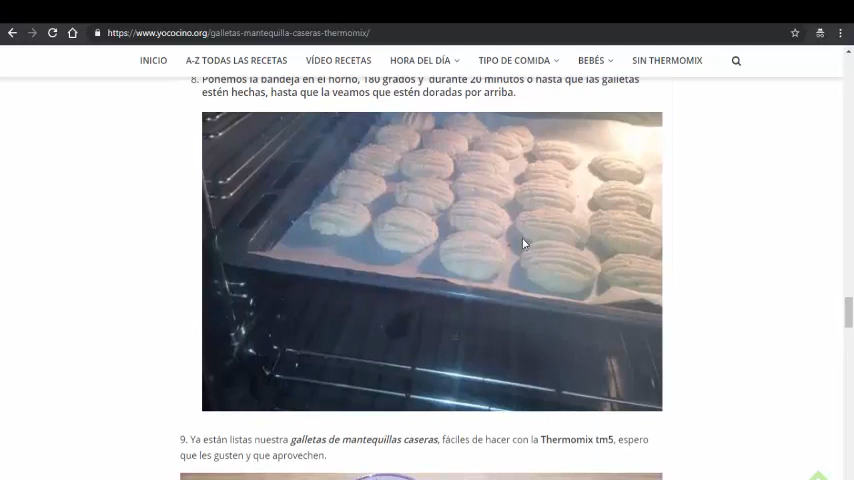 https://www.yococino.org/galletas-mantequilla-caseras-thermomix/
INICIO A-Z TODAS LAS RECETAS VÍDEO RECETAS HORA DEL DÍA TIPO DE COMIDA BEBÉS SIN THERMOMIX
8. Ponemos la bandeja en el horno, 180 grados y durante 20 minutos o hasta que las galletas
estén hechas, hasta que la veamos que estén doradas por arriba.
9. Ya están listas nuestra galletas de mantequillas caseras, fáciles de hacer con la Thermomix tm5, espero
que les gusten y que aprovechen.